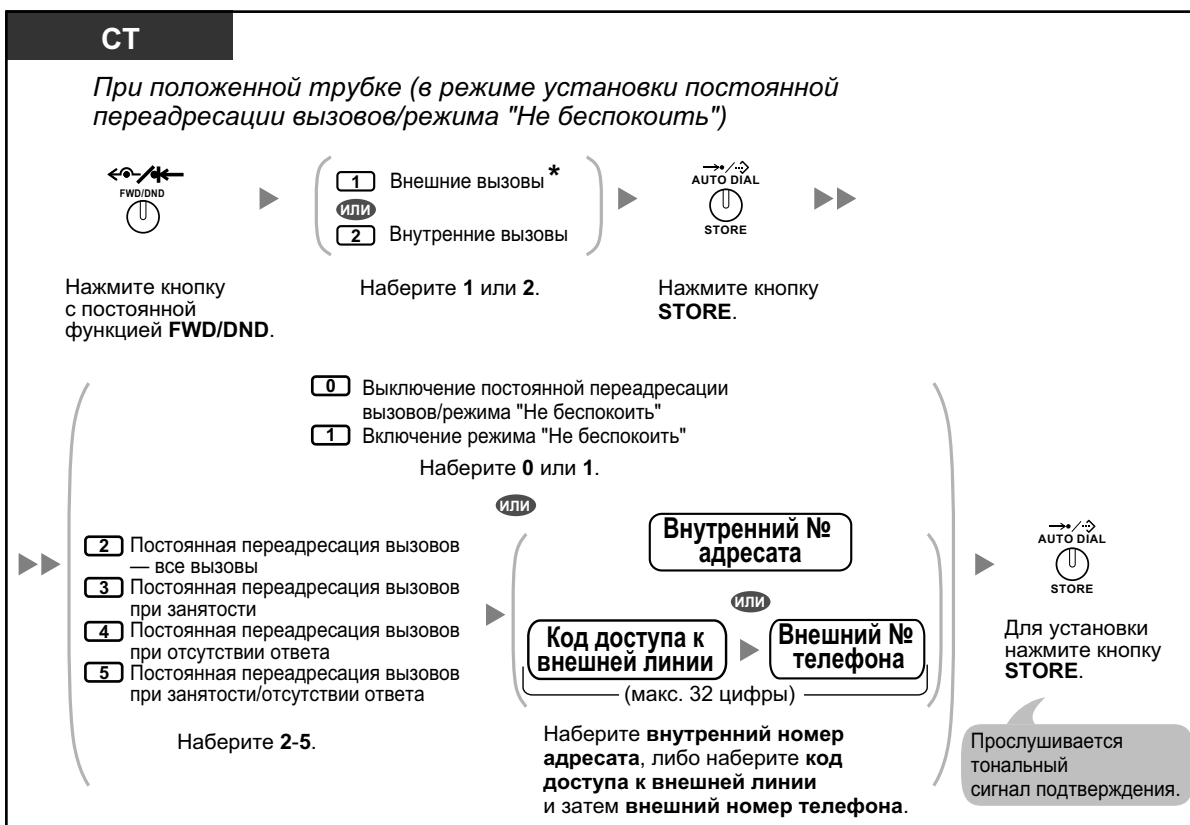 СТ
При положенной трубке (в режиме установки постоянной
переадресации вызовов/режима "Не беспокоить")
FWD/DND
Нажмите кнопку
с постоянной
функцией FWD/DND.
1 Внешние вызовы*
или
2 Внутренние вызовы
Наберите 1 или 2.
AUTO DIAL
STORE
Нажмите кнопку
STORE.
0 Выключение постоянной переадресации
вызовов/режима "Не беспокоить"
1 Включение режима "Не беспокоить"
Наберите 0 или 1.
или
2 Постоянная переадресация вызовов
— все вызовы
3 Постоянная переадресация вызовов
при занятости
4 Постоянная переадресация вызовов
при отсутствии ответа
5 Постоянная переадресация вызовов
при занятости/отсутствии ответа
Наберите 2-5.
Внутренний №
адресата
или
Код доступа к
внешней линии
Внешний №
телефона
(макс. 32 цифры)
Наберите внутренний номер
адресата, либо наберите код
доступа к внешней линии
и затем внешний номер телефона.
AUTO DIAL
STORE
Для установки
нажмите кнопку
STORE.
Прослушивается
тональный
сигнал подтверждения.